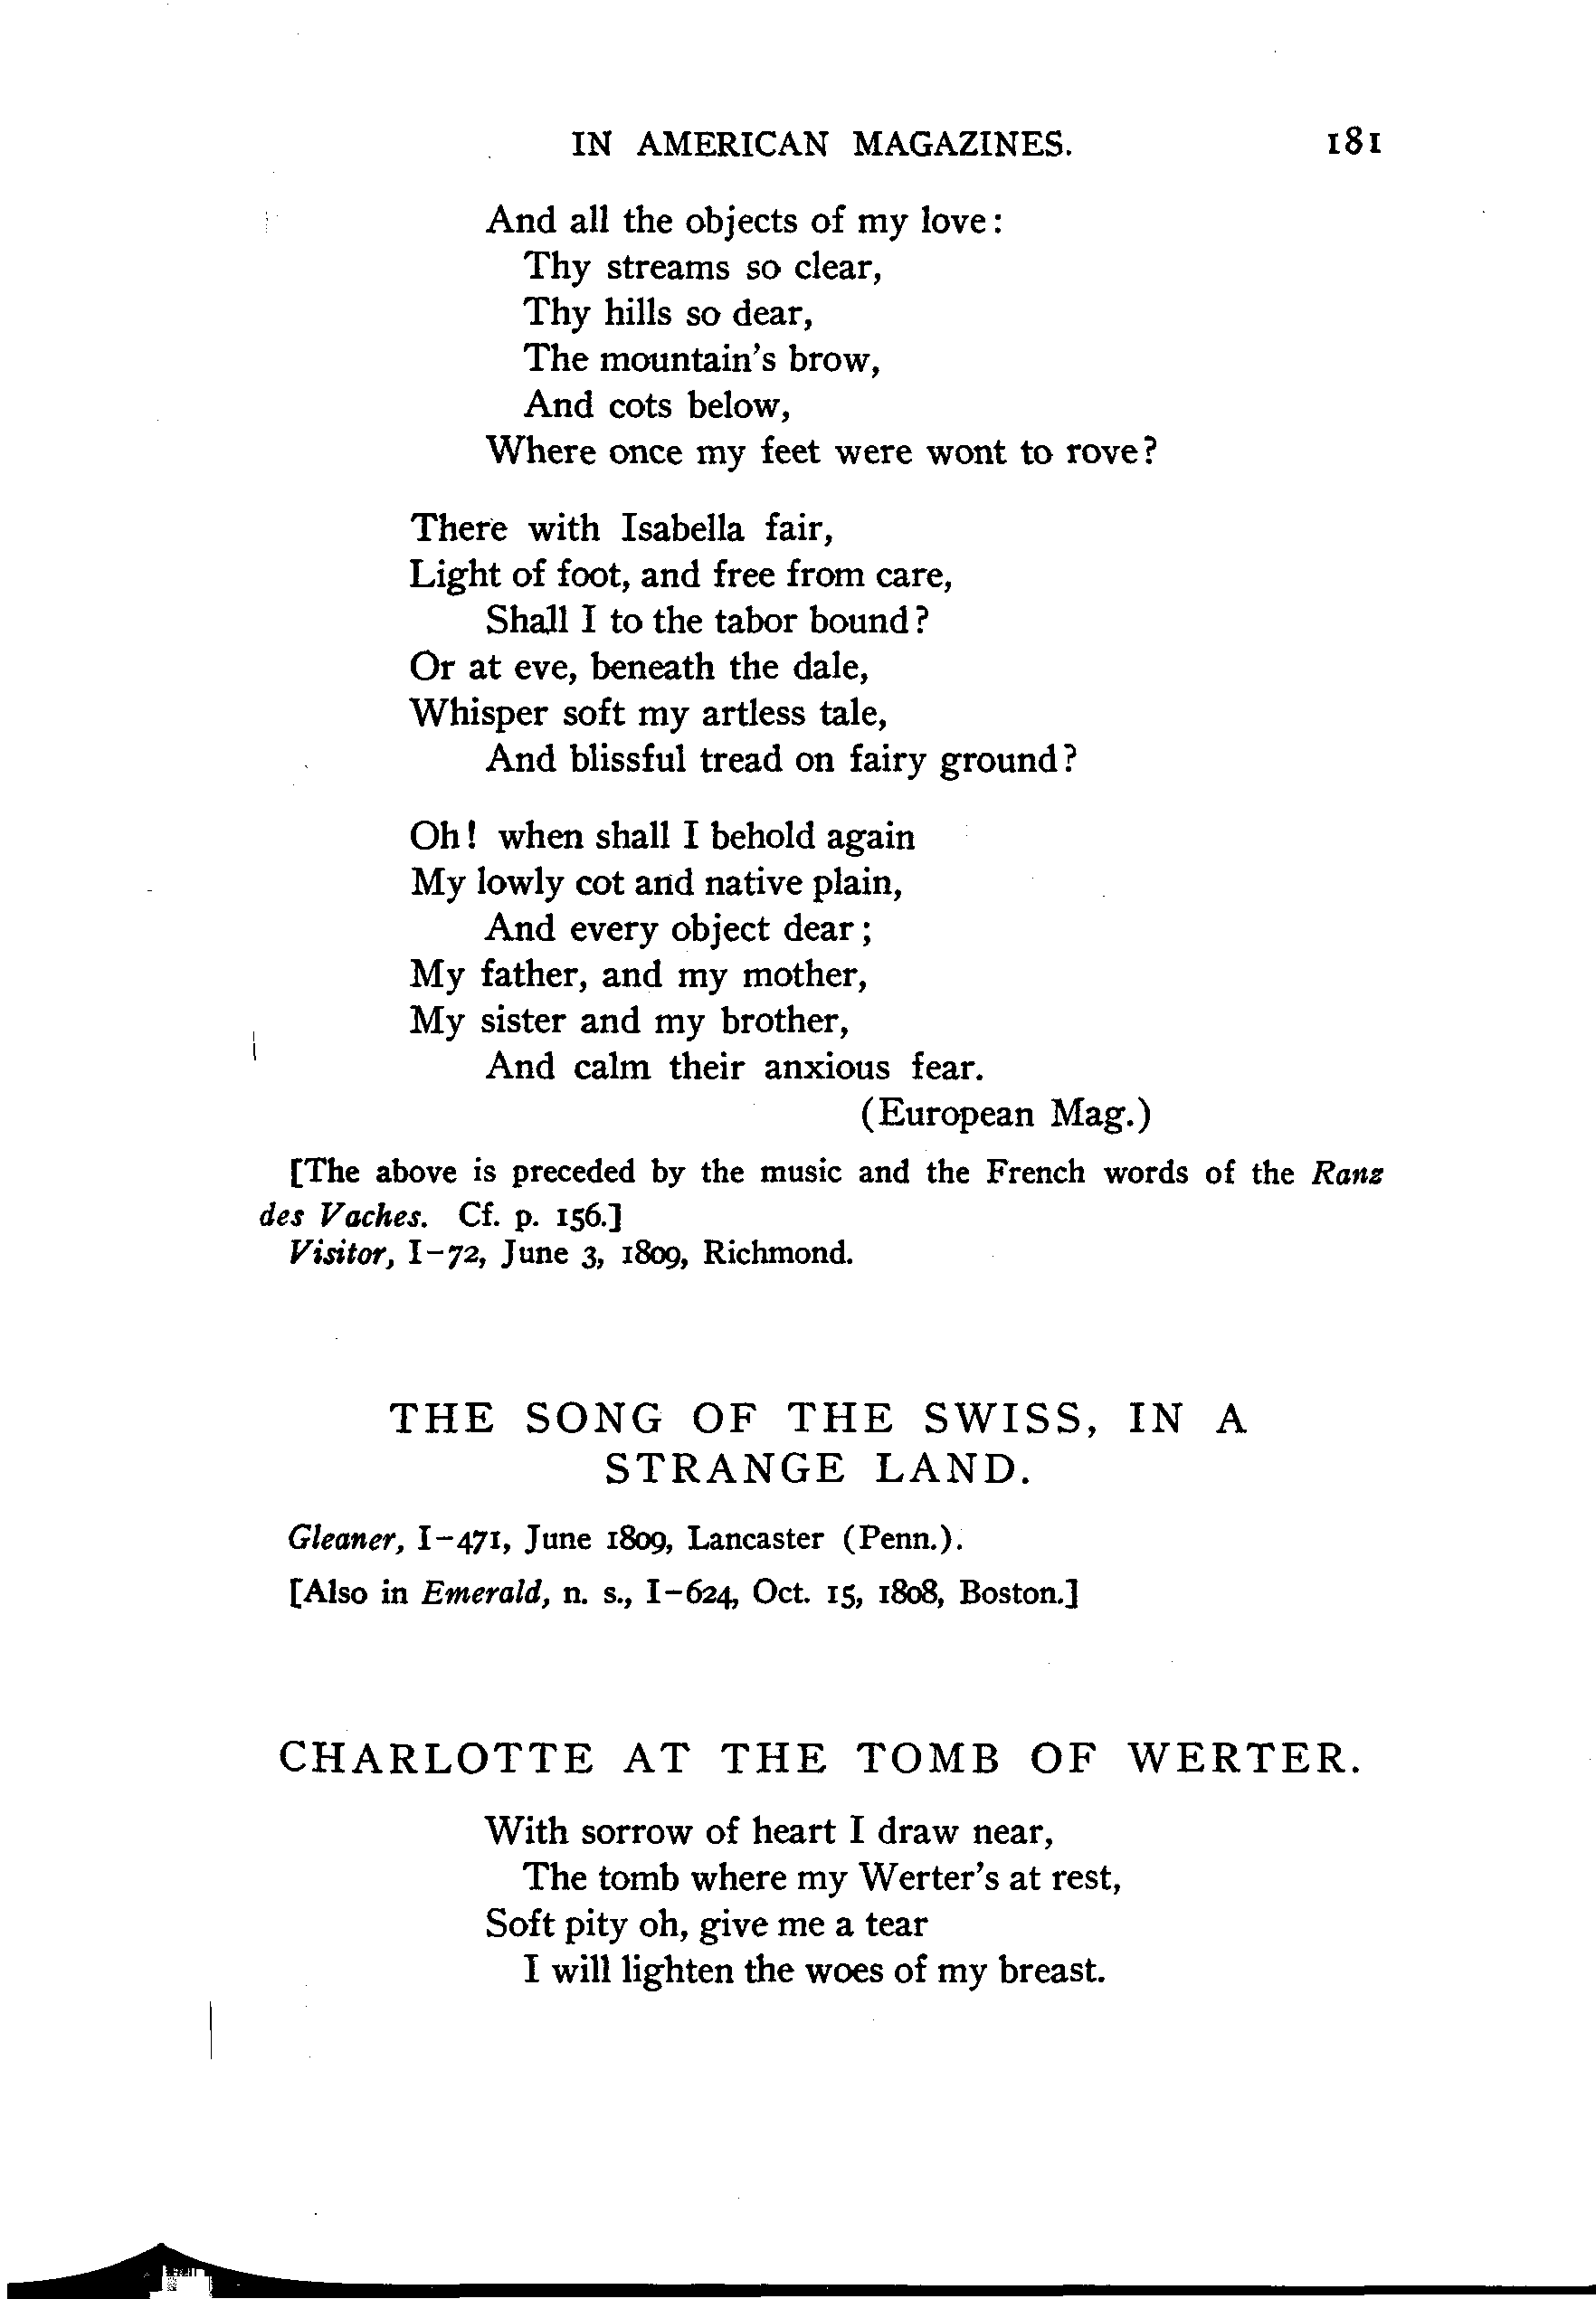 IN AMERICAN MAGAZINES. 181
And all the objects of my love:
Thy streams so clear,
Thy hills so dear,
The mountain's brow,
And cots below,
Where once my feet were wont to rove?
There with Isabella fair,
Light of foot, and free from care,
Shall I to the tabor bound?
Or at eve, beneath the dale,
Whisper soft my artless tale,
And blissful tread on fairy ground?
Oh! when shall I behold again
My lowly cot and native plain,
And every object dear;
My father, and my mother,
My sister and my brother,
And calm their anxious fear.
(European Mag.)
[The above is preceded by the music and the French words of the Ranz
des Vaches. Cf. p. 156.]
Visitor, I-72, June 3, 1809, Richmond.
THE SONG OF THE SWISS, IN A
STRANGE LAND.
Gleaner, I-471, June 1809, Lancaster (Penn.).
[Also in Emerald, n. s., I-624, Oct. 15, 1808, Boston.]
CHARLOTTE AT THE TOMB OF WERTER.
With sorrow of heart I draw near,
The tomb where my Werter's at rest,
Soft pity oh, give me a tear
I will lighten the woes of my breast.